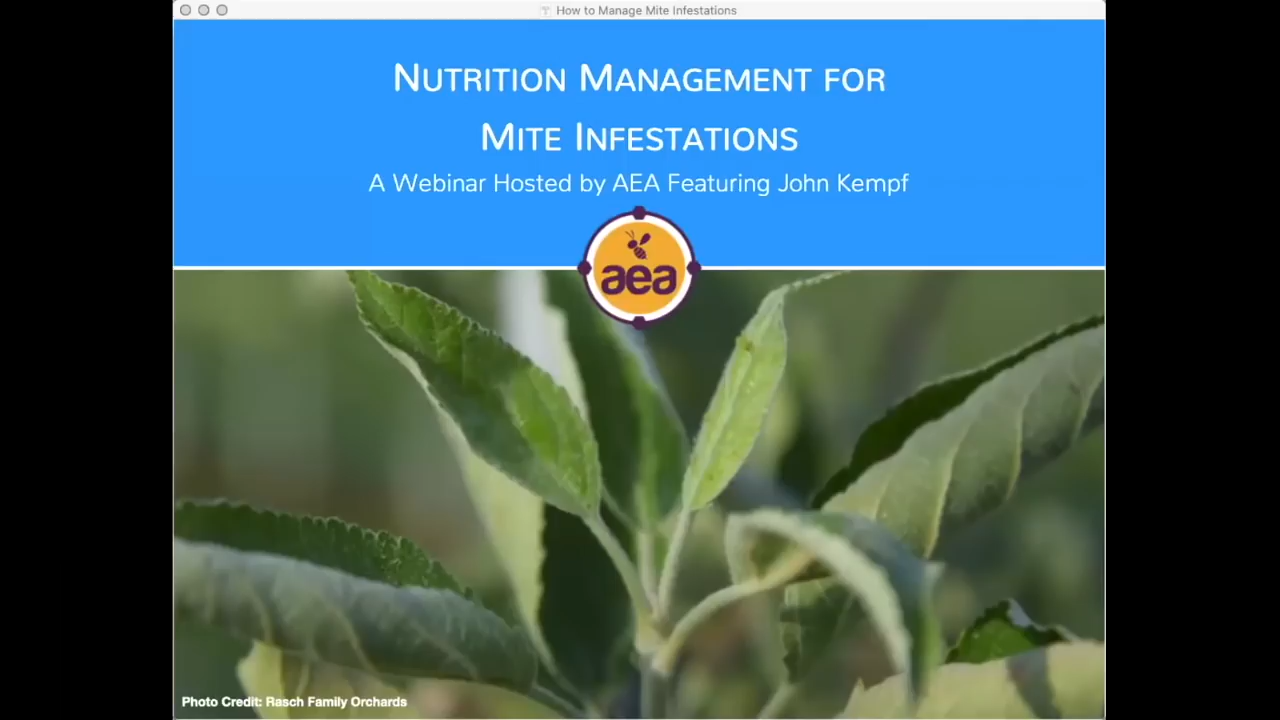 How to Manage Mite Infestations
Nutrition Management for
Mite Infestations
A Webinar Hosted by AEA Featuring John Kempf
aea
Photo Credit: Rasch Family Orchards